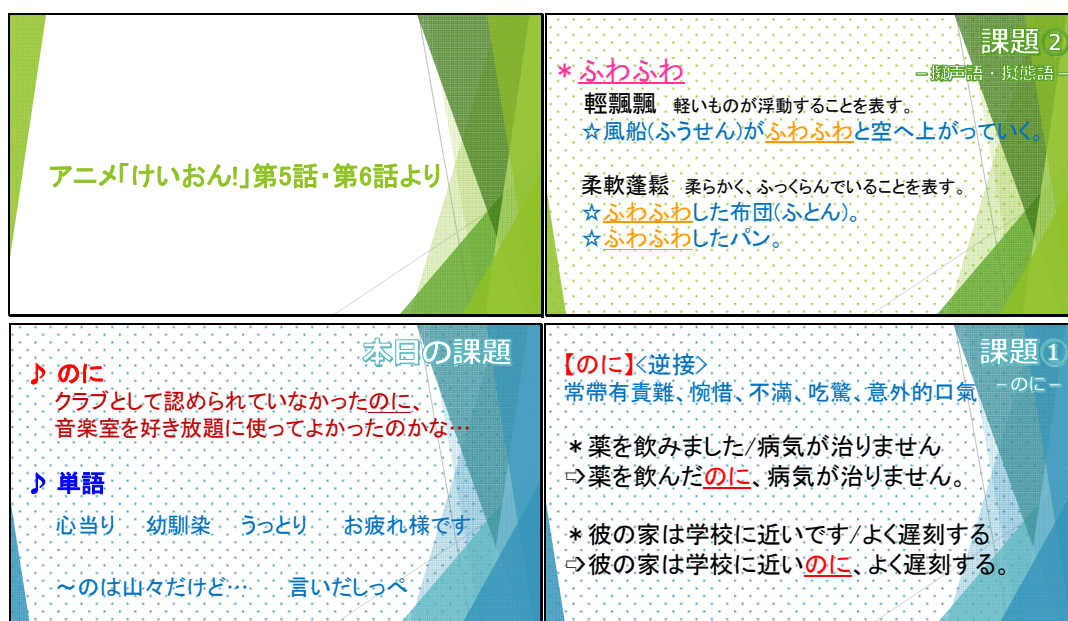 アニメ「けいおん!」第5話・第6話より
課題②
－擬声語・擬態語－
＊ふわふわ
輕飄飄　軽いものが浮動することを表す。
☆風船(ふうせん)がふわふわと空へ上がっていく。
柔軟蓬鬆　柔らかく、ふっくらんでいることを表す。
☆ふわふわした布団(ふとん)。
☆ふわふわしたパン。
本日の課題
♪ のに
クラブとして認められていなかったのに、
音楽室を好き放題に使ってよかったのかな…
♪ 単語
心当り　幼馴染　うっとり　お疲れ様です
～のは山々だけど…　言いだしっぺ
課題①
－のに－
【のに】<逆接>
常帶有責難、惋惜、不滿、吃驚、意外的口氣
＊薬を飲みました/病気が治りません
⇨薬を飲んだのに、病気が治りません。
＊彼の家は学校に近いです/よく遅刻する
⇨彼の家は学校に近いのに、よく遅刻する。